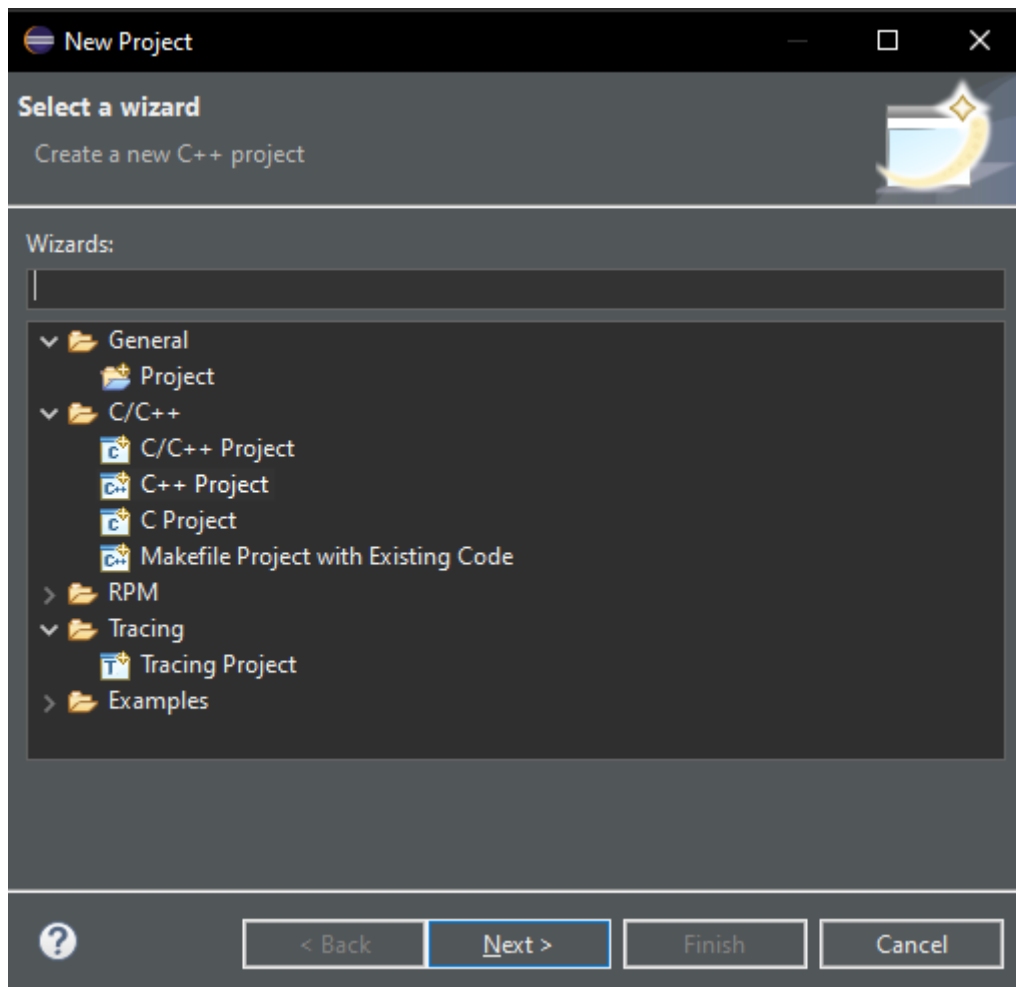 New Project
Select a wizard
Create a new C++ project
Wizards:
General
Project
C/C++
C/C++ Project
C++ Project
C Project
Makefile Project with Existing Code
RPM
Tracing
Tracing Project
Examples
? < Back Next > Finish Cancel